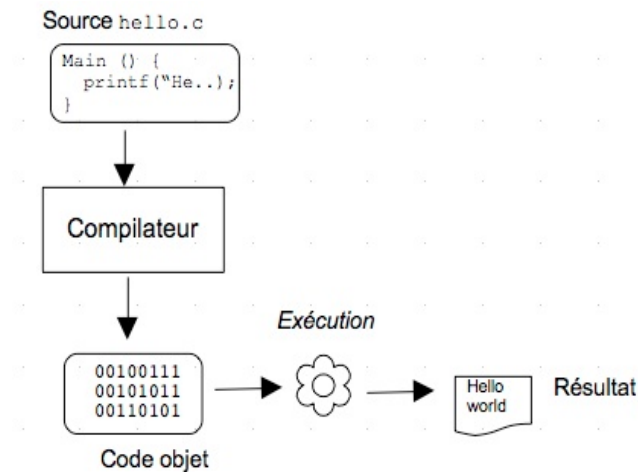 Source hello.c
Main () {
printf("He..);
}
Compilateur
Exécution
00100111
00101011
00110101
Hello
world
Résultat
Code objet